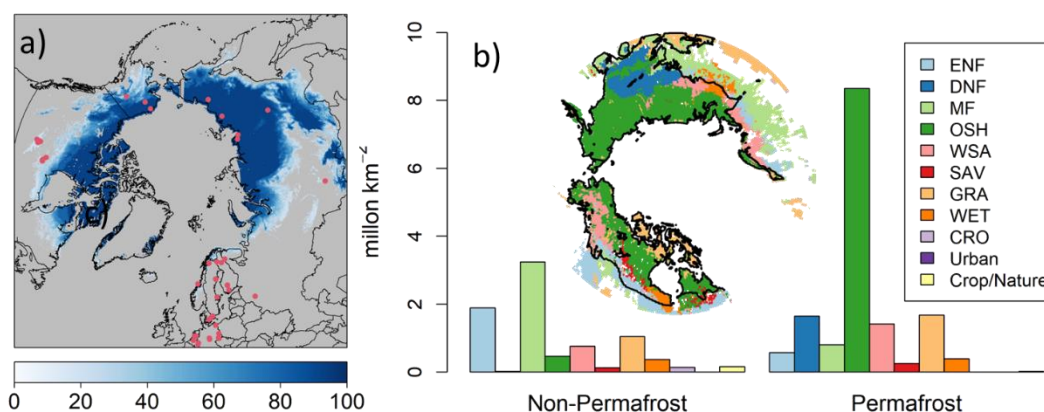 a)
0 20 40 60 80 100
b)
millon km−2
10
8
6
4
2
0
Non-Permafrost Permafrost
ENF
DNF
MF
OSH
WSA
SAV
GRA
WET
CRO
Urban
Crop/Nature